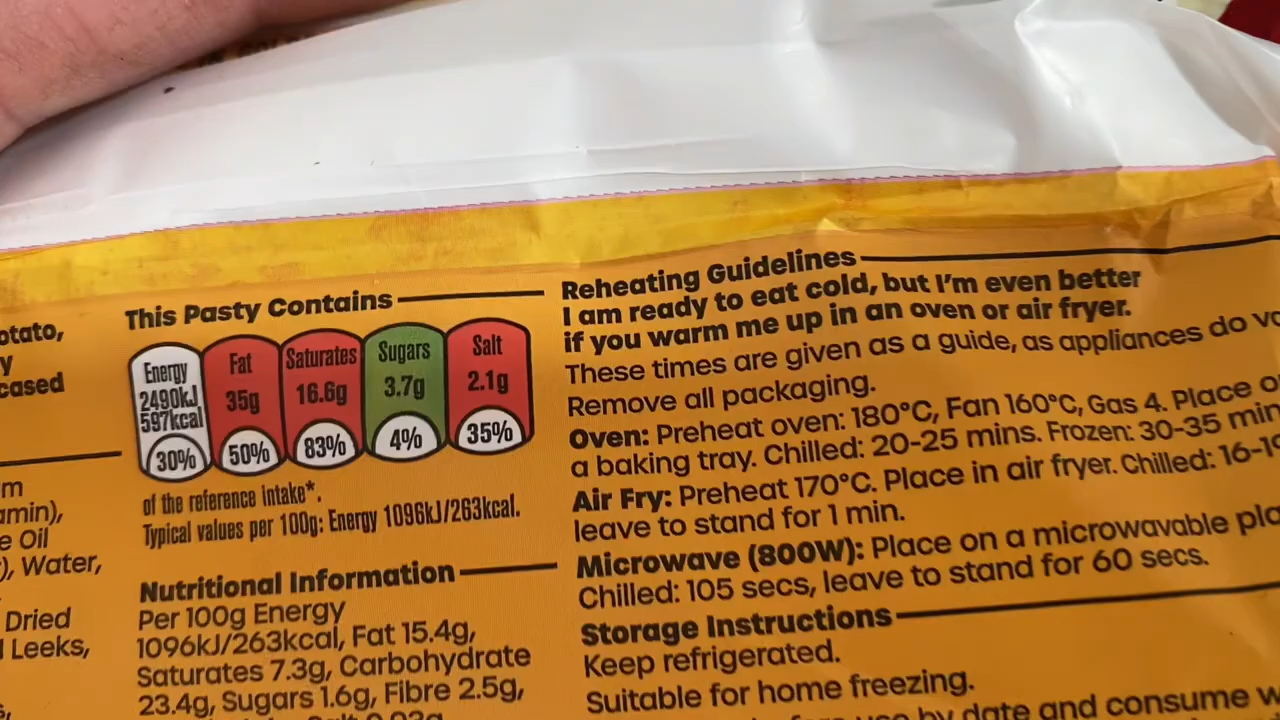 otato,
y
cased
m
amin),
e Oil
), Water,
Dried
Leeks,
This Pasty Contains
Energy
2490kJ
597kcal
30%
Fat
35g
50%
Saturates
16.6g
83%
Sugars
3.7g
4%
Salt
2.1g
35%
of the reference intake*.
Typical values per 100g: Energy 1096kJ/263kcal.
Nutritional Information
Per 100g Energy
1096kJ/263kcal, Fat 15.4g,
Saturates 7.3g, Carbohydrate
23.4g, Sugars 1.6g, Fibre 2.5g,
Reheating Guidelines
I am ready to eat cold, but I'm even better
if you warm me up in an oven or air fryer.
These times are given as a guide, as appliances do va
Remove all packaging.
Oven: Preheat oven: 180°C, Fan 160°C, Gas 4. Place o
a baking tray. Chilled: 20-25 mins. Frozen: 30-35 min
Air Fry: Preheat 170°C. Place in air fryer. Chilled: 16-
leave to stand for 1 min.
Microwave (800W): Place on a microwavable pla
Chilled: 105 secs, leave to stand for 60 secs.
Storage Instructions
Keep refrigerated.
Suitable for home freezing.
use by date and consume w